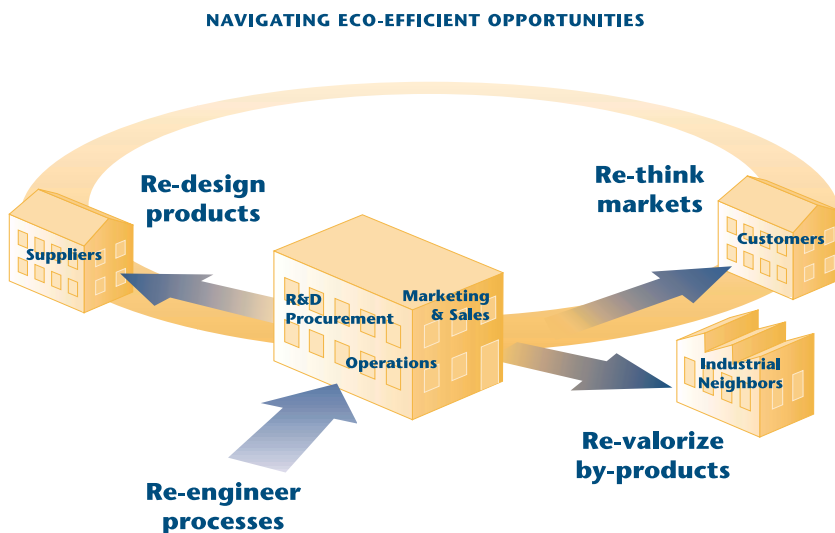 NAVIGATING ECO-EFFICIENT OPPORTUNITIES
Re-design
products
Re-think
markets
Suppliers
Customers
R&D
Procurement
Marketing
& Sales
Operations
Industrial
Neighbors
Re-valorize
by-products
Re-engineer
processes